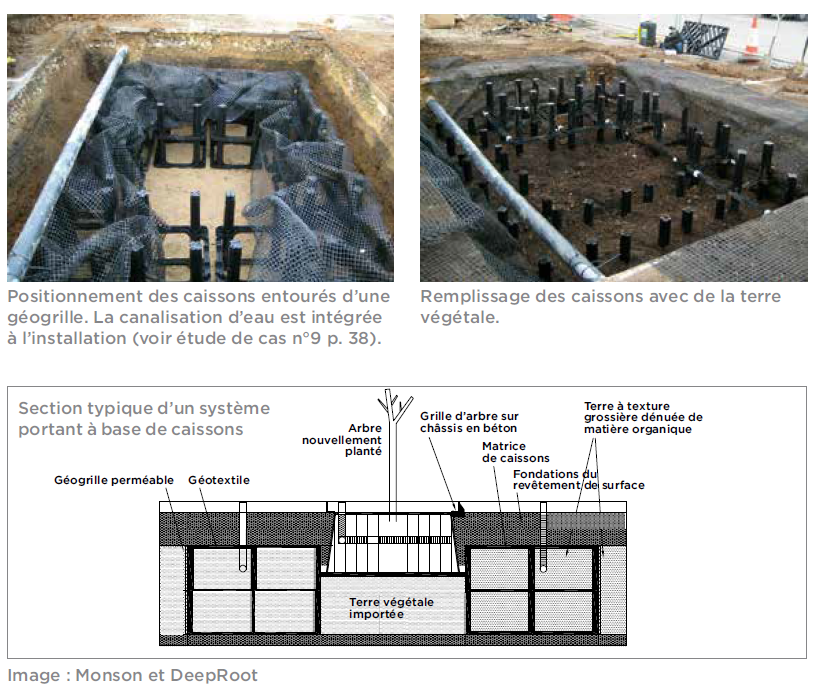 Positionnement des caissons entourés d'une
géogrille. La canalisation d'eau est intégrée
à l'installation (voir étude de cas n°9 p. 38).
Remplissage des caissons avec de la terre
végétale.
Section typique d'un système
portant à base de caissons
Arbre
nouvellement
planté
Grille d'arbre sur
châssis en béton
Terre à texture
grossière dénuée de
matière organique
Matrice
de caissons
Fondations du
revêtement de surface
Géogrille perméable
Géotextile
Terre végétale
importée
Image : Monson et DeepRoot